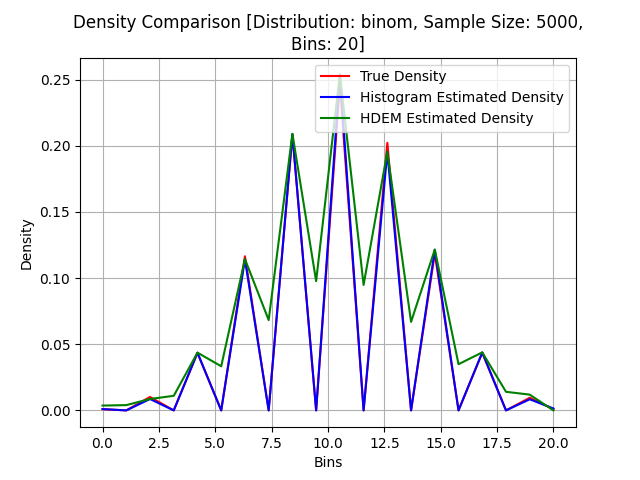 Density Comparison [Distribution: binom, Sample Size: 5000,
Bins: 20]
True Density
Histogram Estimated Density
HDEM Estimated Density
Density
0.25
0.20
0.15
0.10
0.05
0.00
0.0 2.5 5.0 7.5 10.0 12.5 15.0 17.5 20.0
Bins